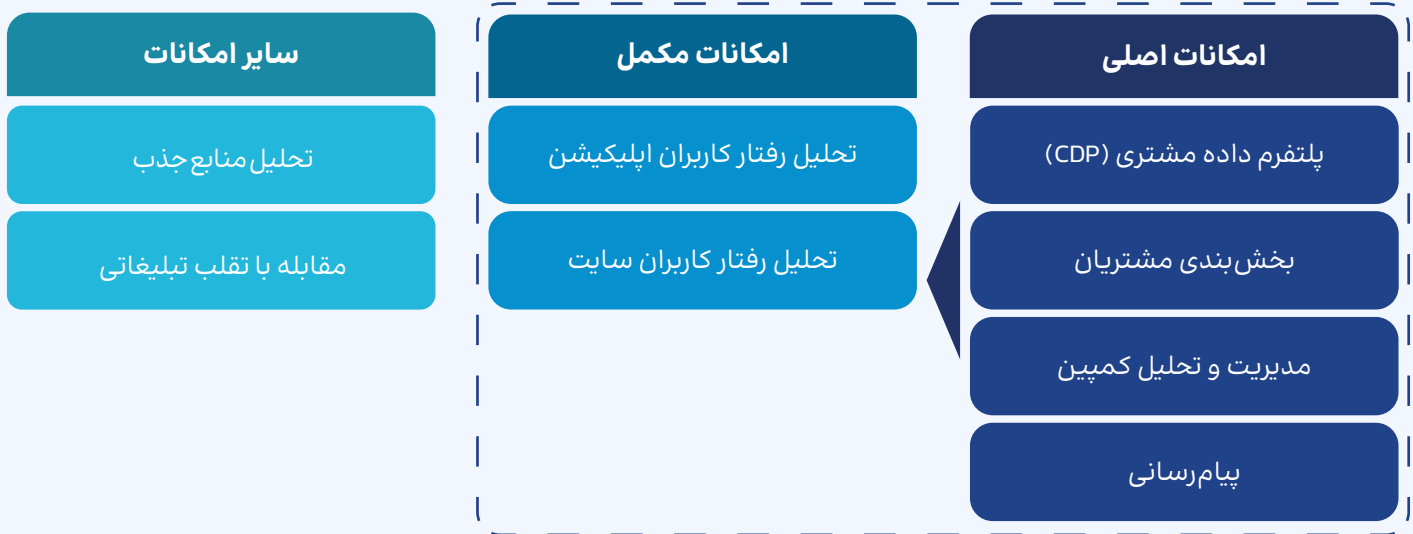 امکانات اصلی
پلتفرم داده مشتری (CDP)
بخش‌بندی مشتریان
مدیریت و تحلیل کمپین
پیام‌رسانی
امکانات مکمل
تحلیل رفتار کاربران اپلیکیشن
تحلیل رفتار کاربران سایت
سایر امکانات
تحلیل منابع جذب
مقابله با تقلب تبلیغاتی